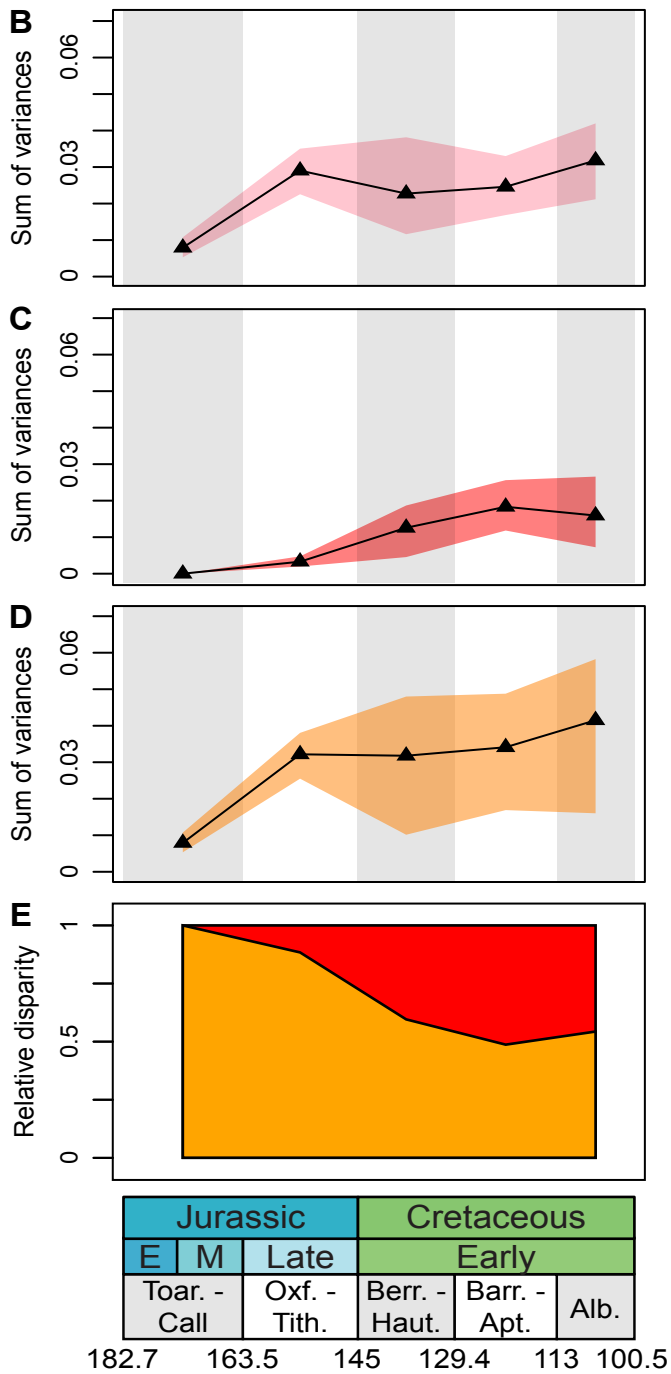 B
Sum of variances
0.06
0.03
0
C
Sum of variances
0.06
0.03
0
D
Sum of variances
0.06
0.03
0
E
Relative disparity
1
0.5
0
Jurassic Cretaceous
E M Late Early
Toar. - Oxf. - Berr. - Barr. - Alb.
Call Tith. Haut. Apt.
182.7 163.5 145 129.4 113 100.5